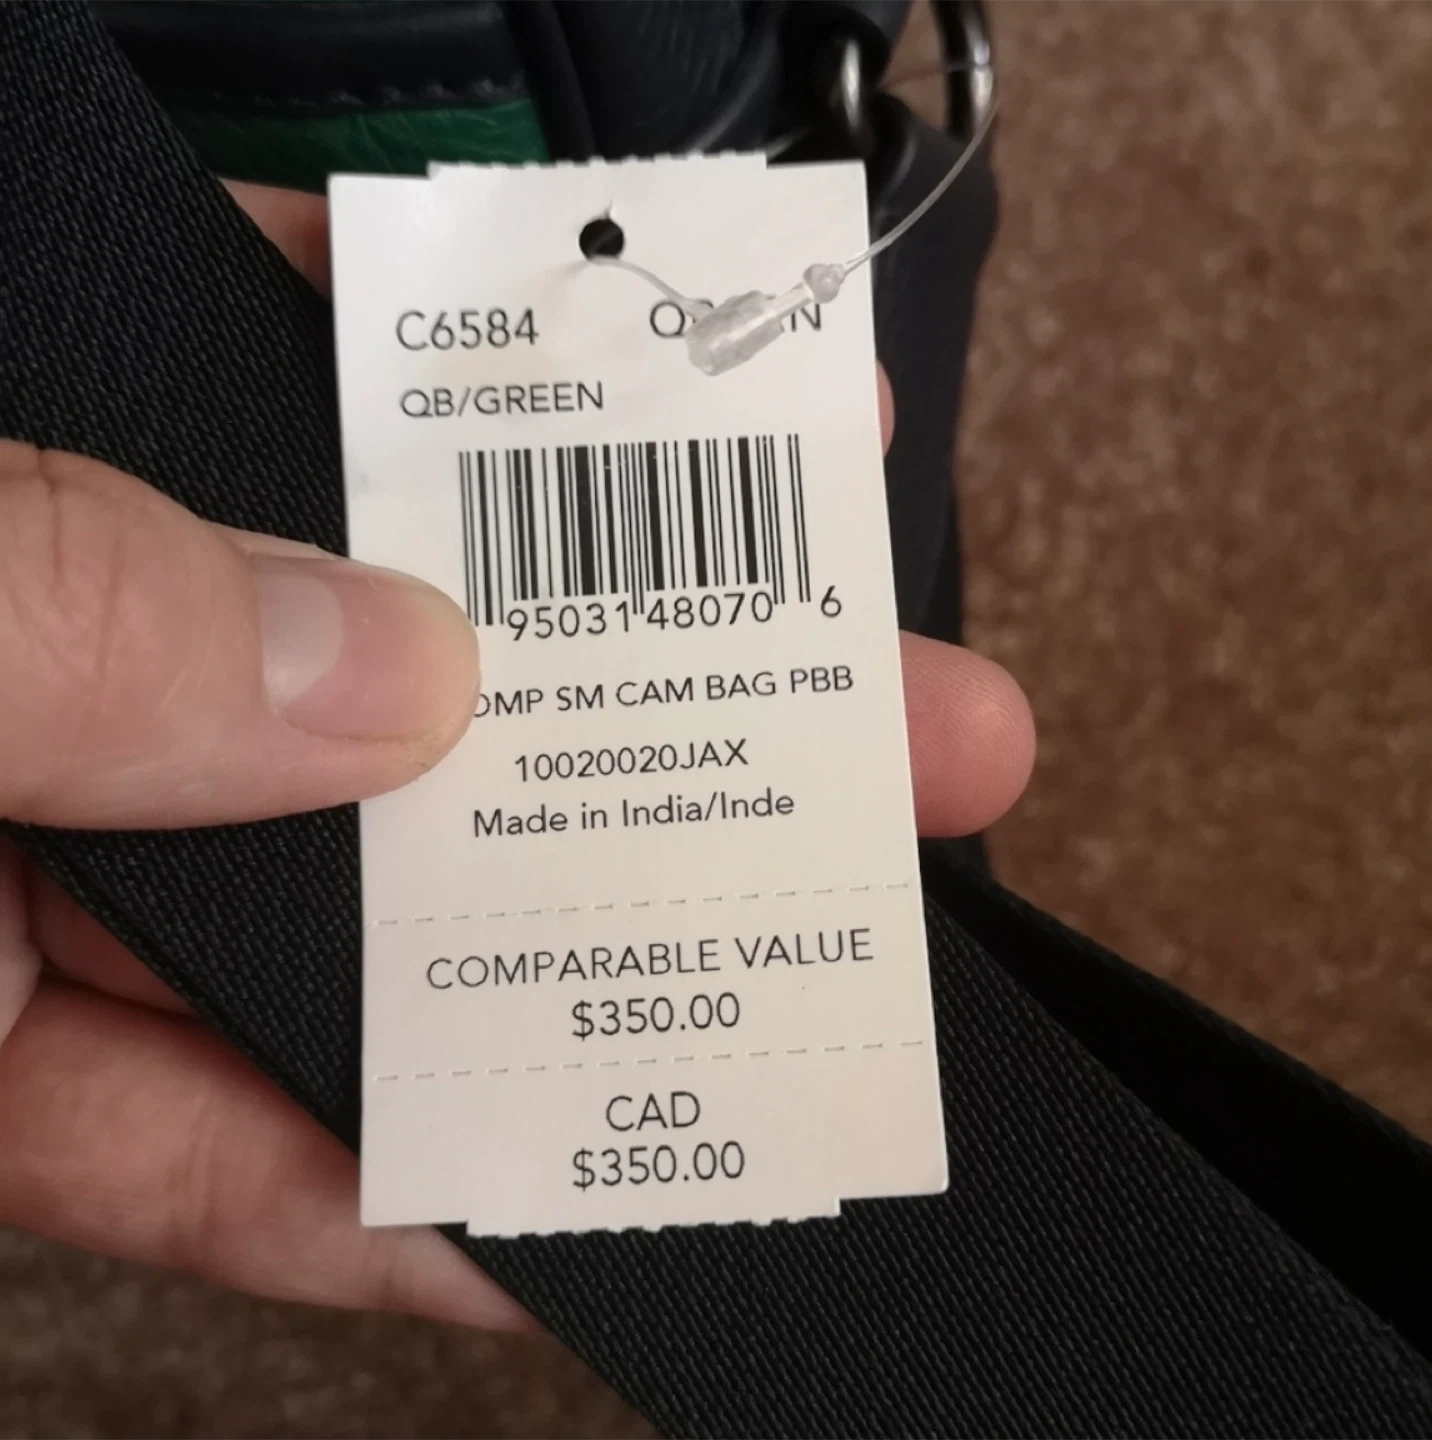 C6584
QB/GREEN
95031 48070 6
SM CAM BAG PBB
10020020JAX
Made in India/Inde
COMPARABLE VALUE
$350.00
CAD
$350.00